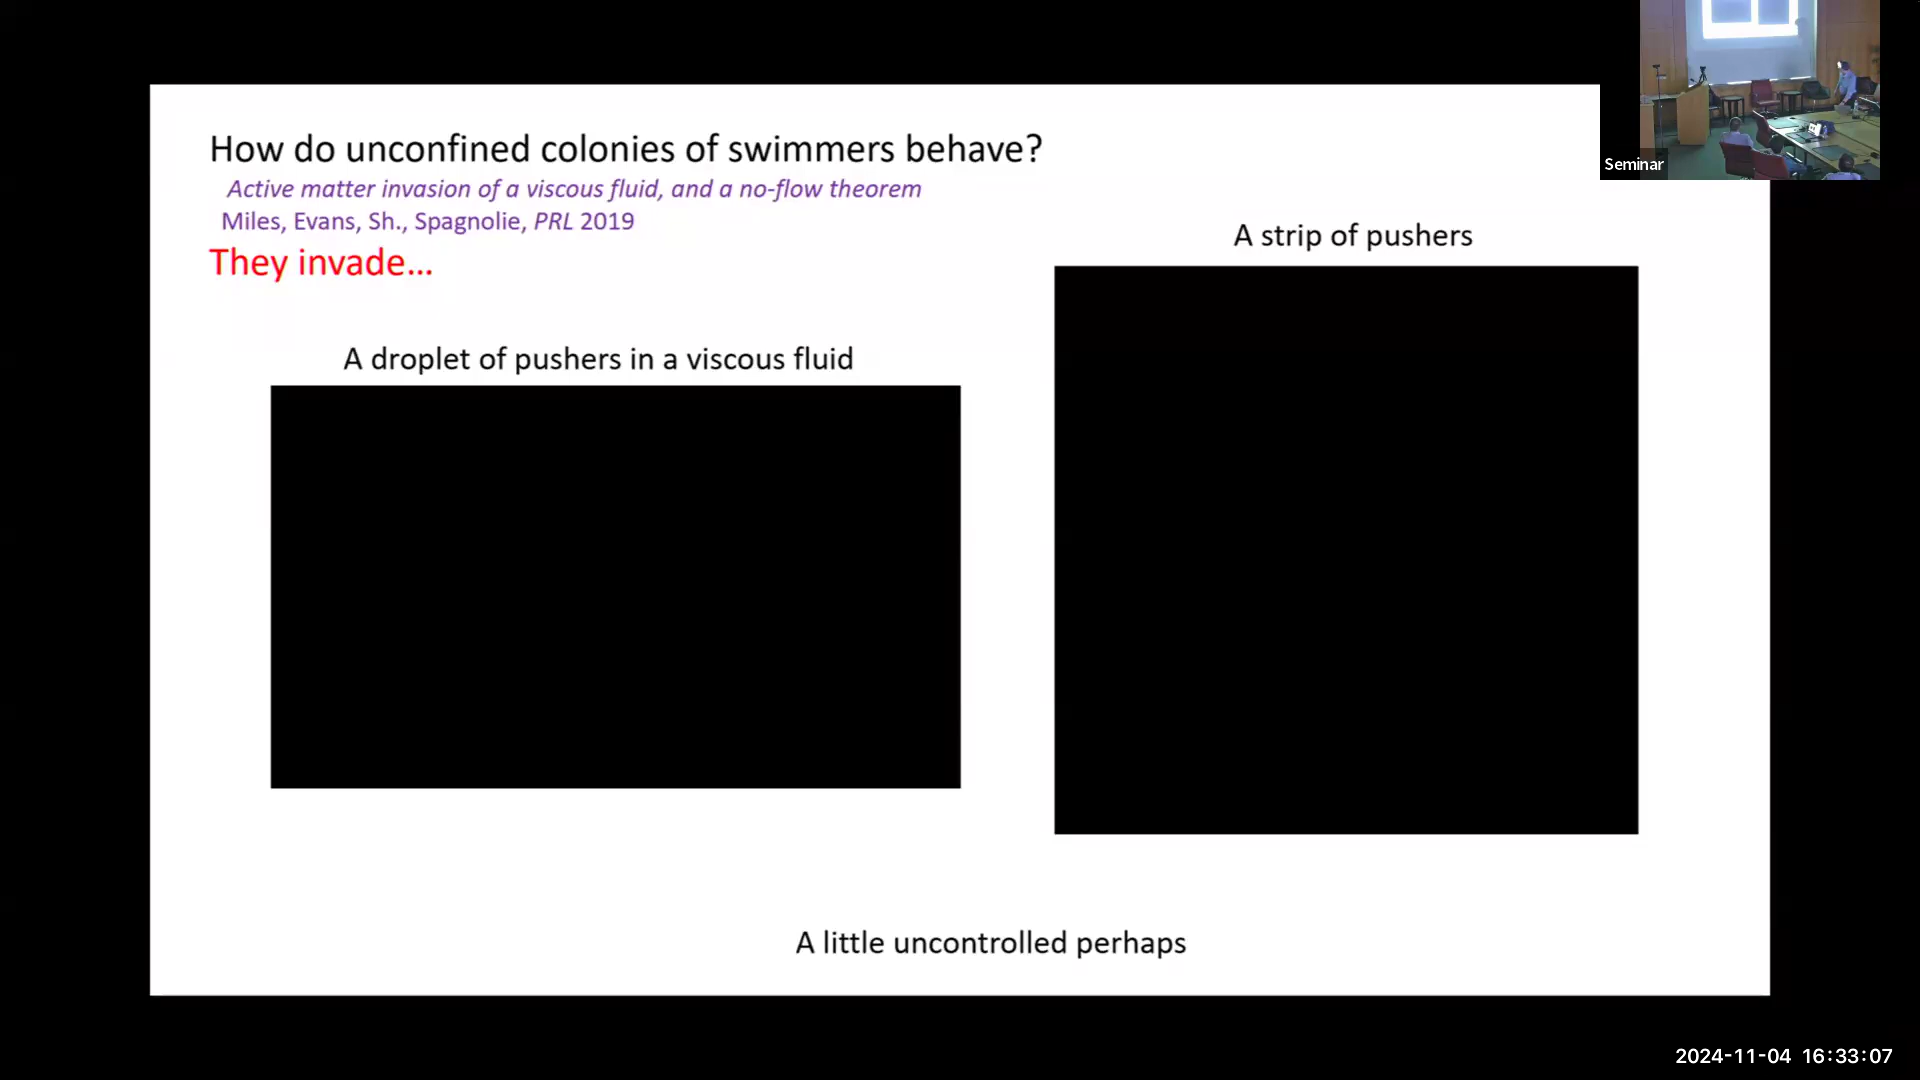 How do unconfined colonies of swimmers behave?
Active matter invasion of a viscous fluid, and a no-flow theorem
Miles, Evans, Sh., Spagnolie, PRL 2019
They invade...
A strip of pushers
A droplet of pushers in a viscous fluid
A little uncontrolled perhaps
Seminar
2024-11-04 16:33:07